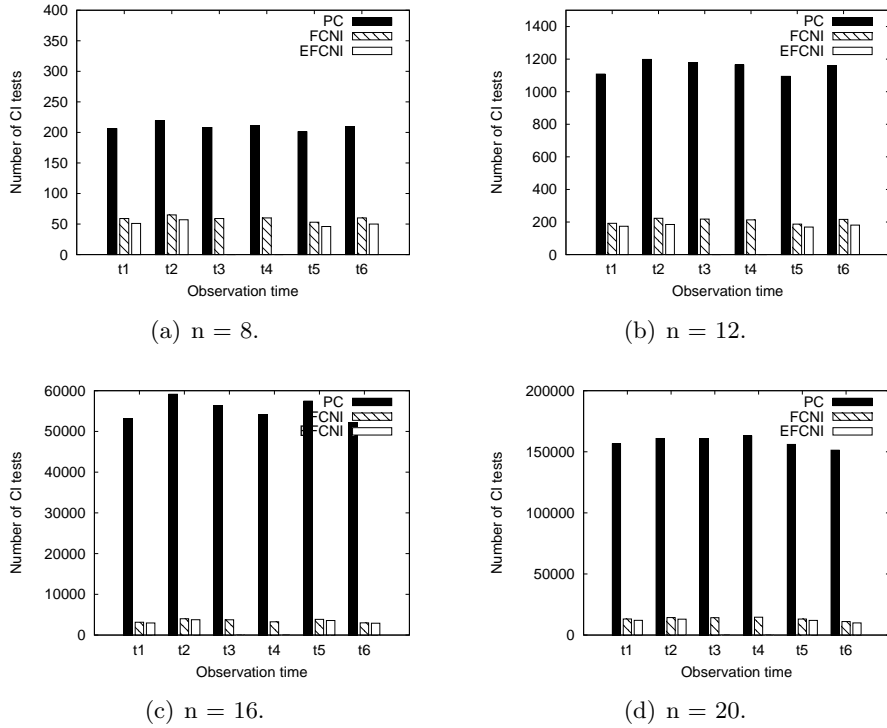 400
350
300
250
200
150
100
50
0
Number of CI tests
PC
FCNI
EFCNI
t1 t2 t3 t4 t5 t6
Observation time
(a) n = 8.
1400
1200
1000
800
600
400
200
0
Number of CI tests
PC
FCNI
EFCNI
t1 t2 t3 t4 t5 t6
Observation time
(b) n = 12.
60000
50000
40000
30000
20000
10000
0
Number of CI tests
PC
FCNI
EFCNI
t1 t2 t3 t4 t5 t6
Observation time
(c) n = 16.
200000
150000
100000
50000
0
Number of CI tests
PC
FCNI
EFCNI
t1 t2 t3 t4 t5 t6
Observation time
(d) n = 20.